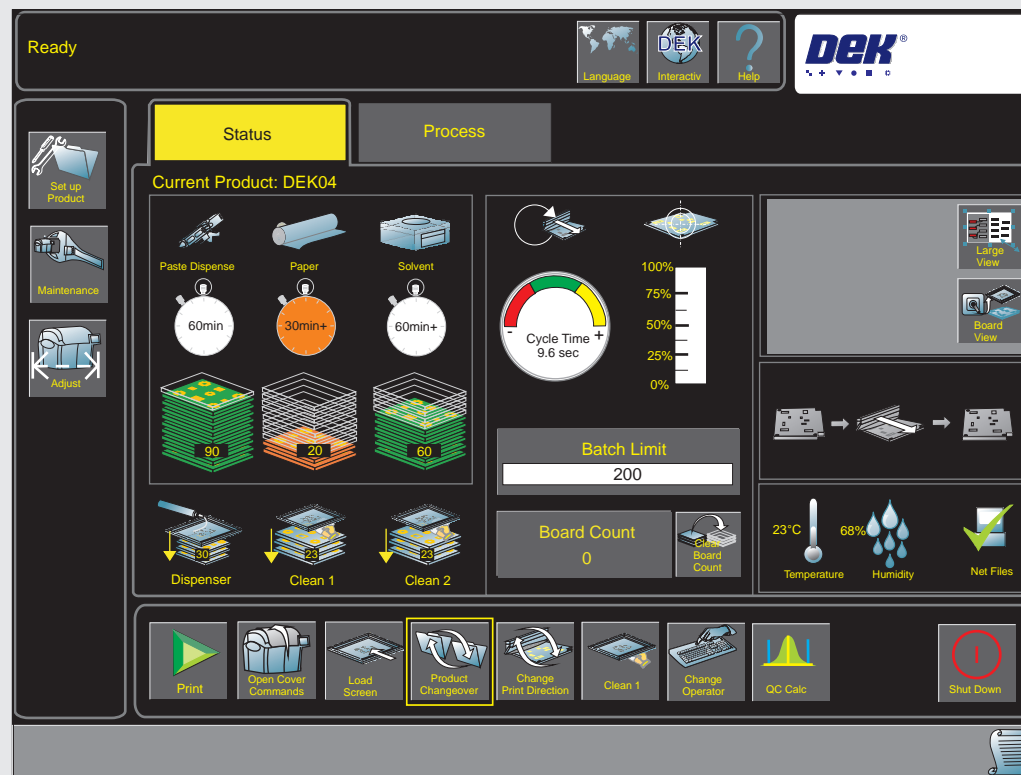 Ready
Language
Interactiv
DEK
Help
DEK®
Status
Process
Set up
Product
Maintenance
Adjust
Current Product: DEK04
Paste Dispense
Paper
Solvent
60min
30min+
60min+
90
20
60
30
23
23
Dispenser
Clean 1
Clean 2
100%
75%
50%
25%
0%
- +
Cycle Time
9.6 sec
Batch Limit
200
Board Count
0
Clear
Board
Count
Large
View
Board
View
23°C
68%
Temperature
Humidity
Net Files
Print
Open Cover
Commands
Load
Screen
Product
Changeover
Change
Print Direction
Clean 1
Change
Operator
QC Calc
Shut Down